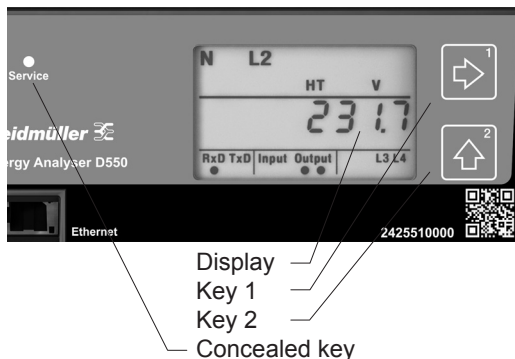 N L2
HT V
231.7
RxD TxD Input Output L3 L4
Service
eidmüller
ergy Analyser D550
1
2
Ethernet
2425510000
Display
Key 1
Key 2
Concealed key